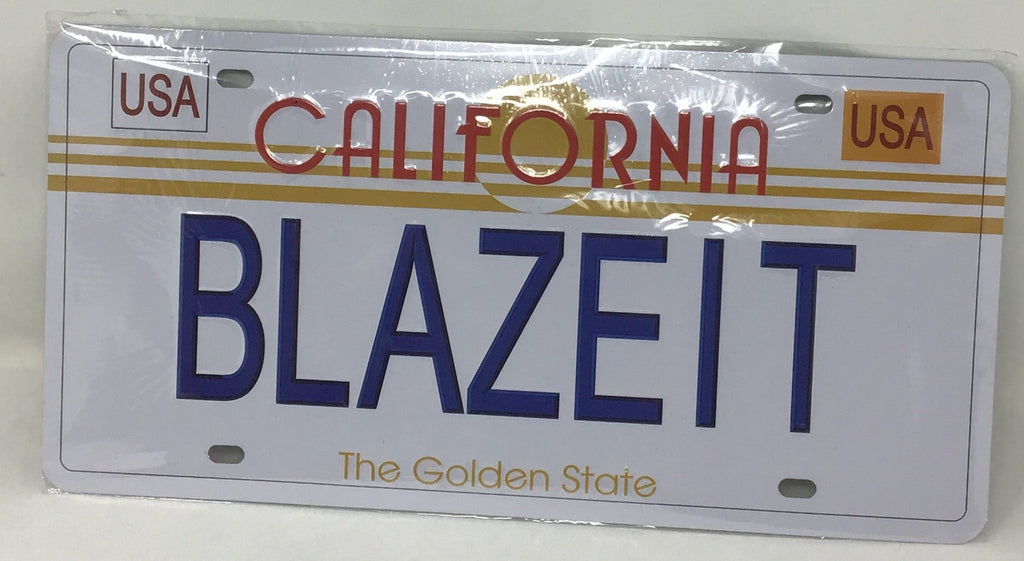 USA
CALIFORNIA
USA
BLAZEIT
The Golden State